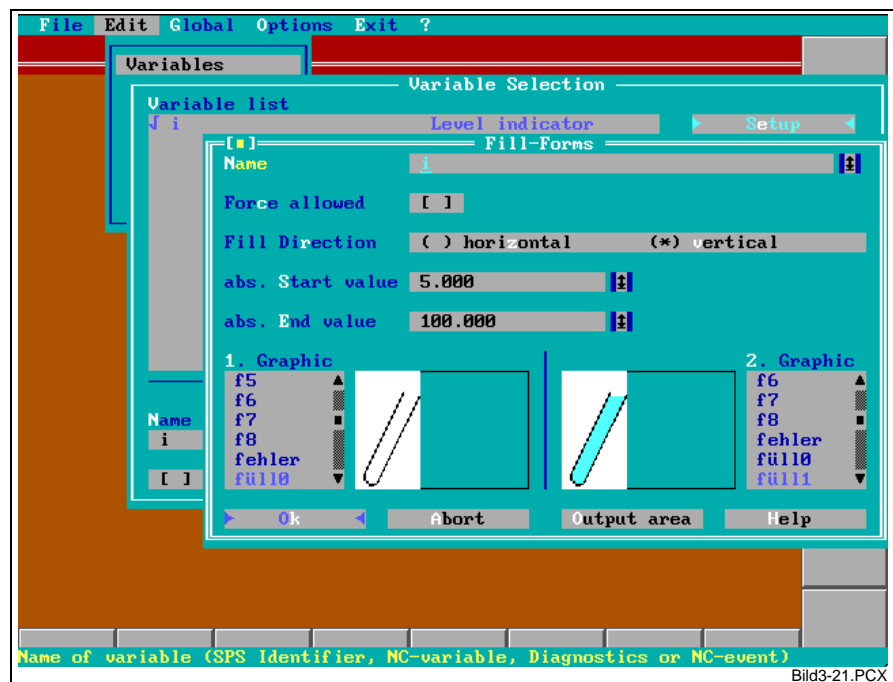 File Edit Global Options Exit ?
Variables
Variable Selection
Variable list
√ i Level indicator Setup
Fill-Forms
Name i
Force allowed [ ]
Fill Direction ( ) horizontal (*) vertical
abs. Start value 5.000
abs. End value 100.000
1. Graphic 2. Graphic
f5 f6
f6 f7
f7 f8
f8 fehler
fehler füll0
füll0 füll1
Name
i
[ ]
Ok Abort Output area Help
Name of variable (SPS Identifier, NC-variable, Diagnostics or NC-event)
Bild3-21.PCX